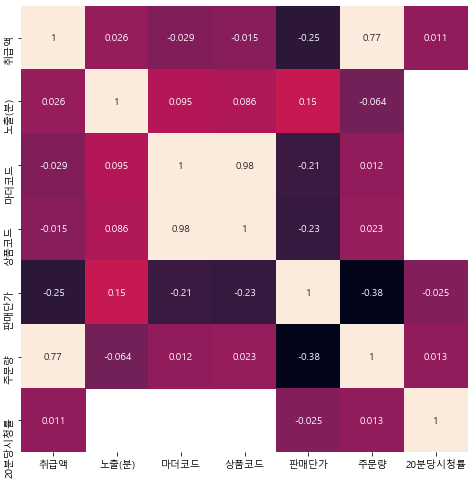 취급액 1 0.026 -0.029 -0.015 -0.25 0.77 0.011
노출(분) 0.026 1 0.095 0.086 0.15 -0.064
마더코드 -0.029 0.095 1 0.98 -0.21 0.012
상품코드 -0.015 0.086 0.98 1 -0.23 0.023
판매단가 -0.25 0.15 -0.21 -0.23 1 -0.38 -0.025
주문량 0.77 -0.064 0.012 0.023 -0.38 1 0.013
20분당시청률 0.011 -0.025 0.013 1
취급액 노출(분) 마더코드 상품코드 판매단가 주문량 20분당시청률